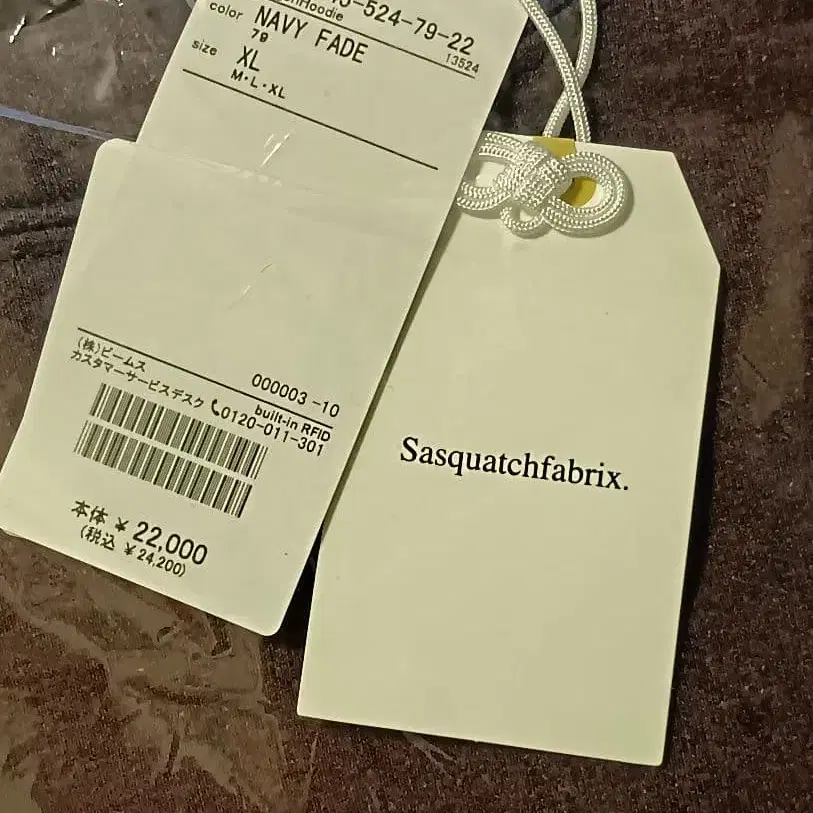 524-79-22
Hoodie
13524
color NAVY FADE
79
size XL
M・L・XL
(株)ビームス 000003 -10
カスタマーサービスデスク 0120-011-301
built-in RFID
本体 ¥ 22,000
(税込 ¥ 24,200)
Sasquatchfabrix.